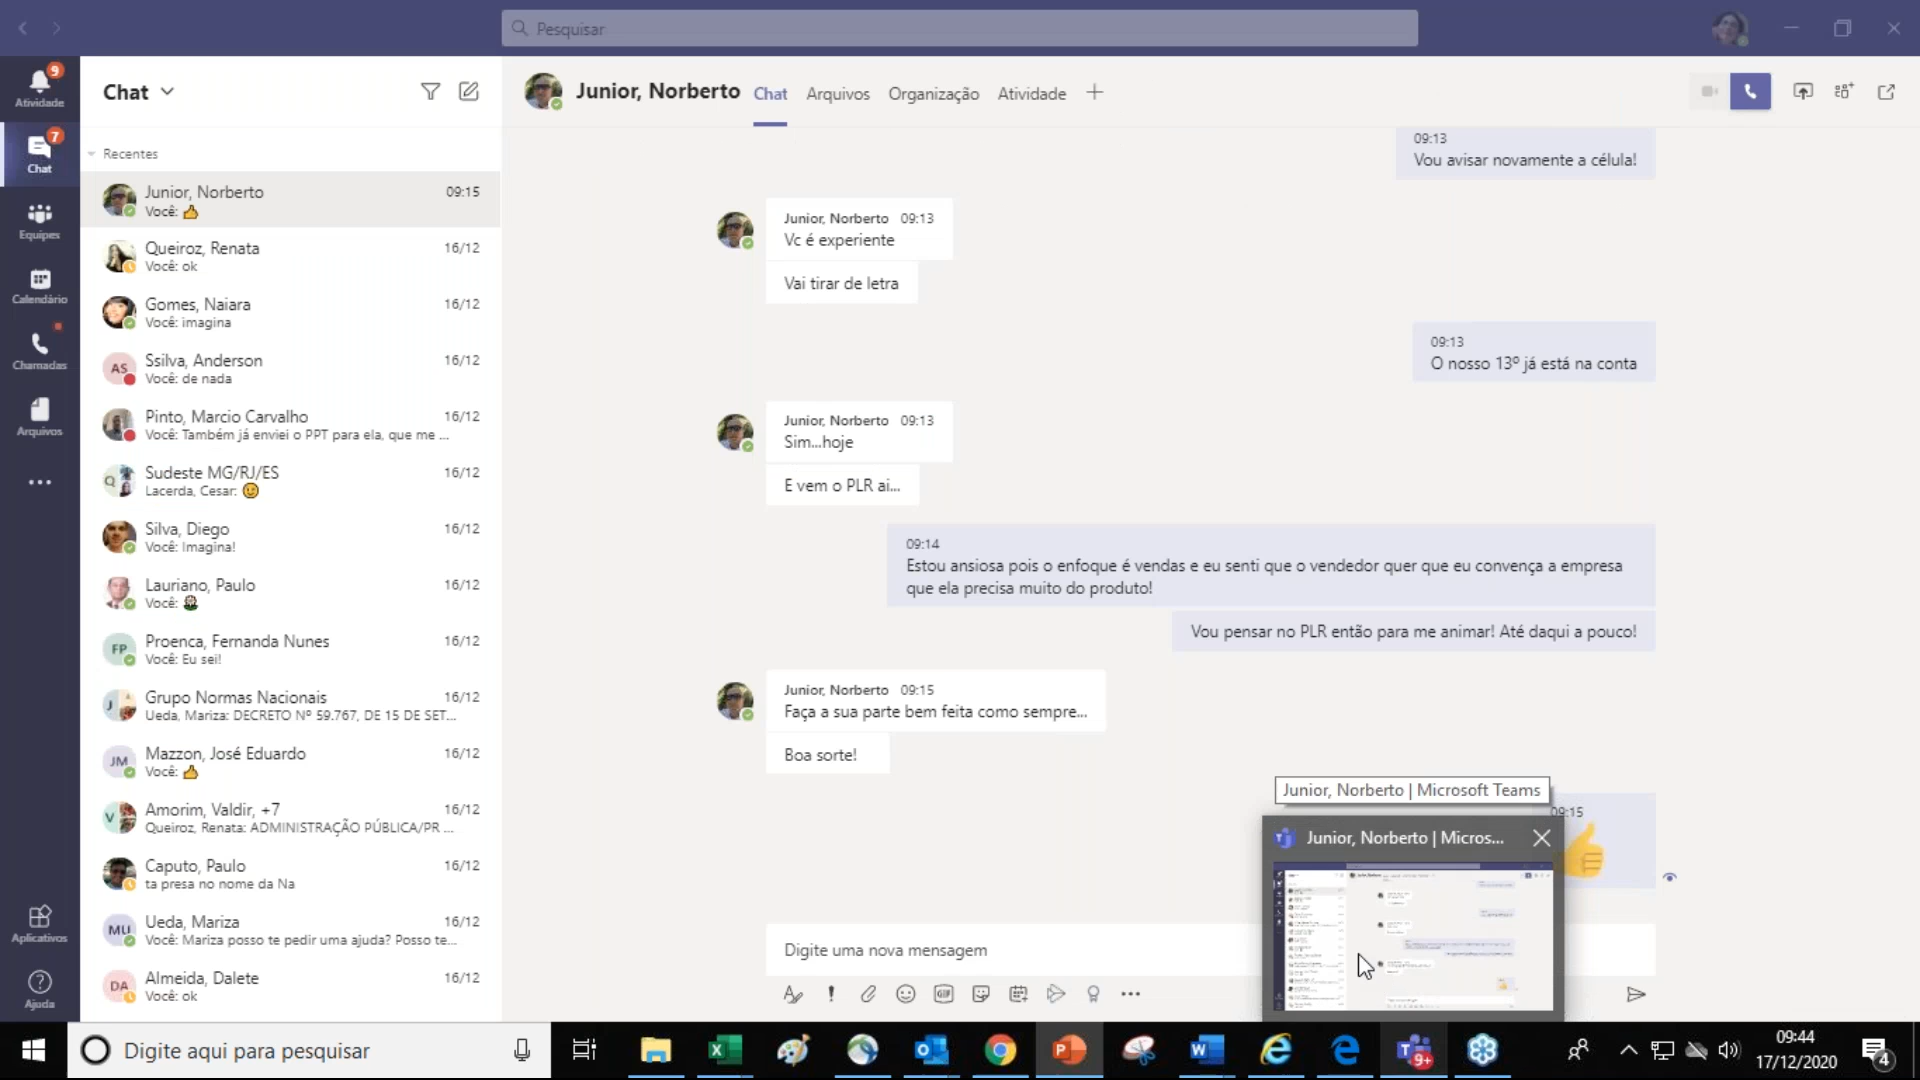 Pesquisar
9
Atividade
7
Chat
Equipes
Calendário
Chamadas
Arquivos
Aplicativos
Ajuda
Chat
Recentes
Junior, Norberto 09:15
Você: 👍
Queiroz, Renata 16/12
Você: ok
Gomes, Naiara 16/12
Você: imagina
AS
Ssilva, Anderson 16/12
Você: de nada
Pinto, Marcio Carvalho 16/12
Você: Também já enviei o PPT para ela, que me ...
Q
Sudeste MG/RJ/ES 16/12
Lacerda, Cesar: 😉
Silva, Diego 16/12
Você: Imagina!
Lauriano, Paulo 16/12
Você:
FP
Proenca, Fernanda Nunes 16/12
Você: Eu sei!
J
Grupo Normas Nacionais 16/12
Ueda, Mariza: DECRETO Nº 59.767, DE 15 DE SET...
JM
Mazzon, José Eduardo 16/12
Você: 👍
V
Amorim, Valdir, +7 16/12
Queiroz, Renata: ADMINISTRAÇÃO PÚBLICA/PR ...
Caputo, Paulo 16/12
ta presa no nome da Na
MU
Ueda, Mariza 16/12
Você: Mariza posso te pedir uma ajuda? Posso te...
DA
Almeida, Dalete 16/12
Você: ok
Junior, Norberto Chat Arquivos Organização Atividade
09:13
Vou avisar novamente a célula!
Junior, Norberto 09:13
Vc é experiente
Vai tirar de letra
09:13
O nosso 13º já está na conta
Junior, Norberto 09:13
Sim...hoje
E vem o PLR ai...
09:14
Estou ansiosa pois o enfoque é vendas e eu senti que o vendedor quer que eu convença a empresa
que ela precisa muito do produto!
Vou pensar no PLR então para me animar! Até daqui a pouco!
Junior, Norberto 09:15
Faça a sua parte bem feita como sempre...
Boa sorte!
Junior, Norberto | Microsoft Teams
09:15
Junior, Norberto | Micros...
Digite uma nova mensagem
GIF
Digite aqui para pesquisar
9+
09:44
17/12/2020
4